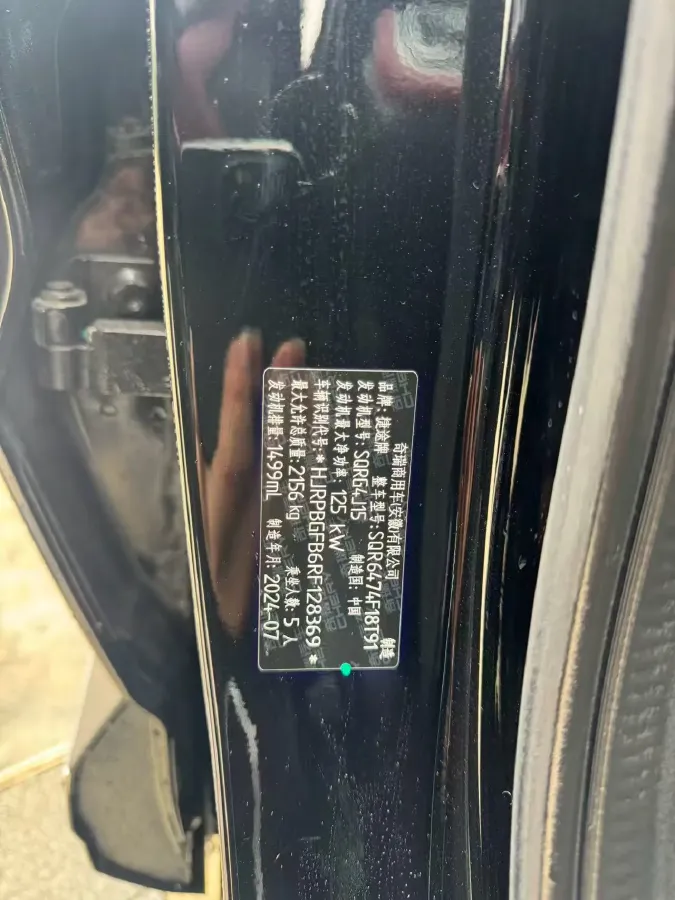 奇瑞商用车(安徽)有限公司 制造
品牌:捷途牌 整车型号:SQR6474F18T91
发动机型号:SQRG4J15 制造国:中国
发动机最大净功率:125 kW
车辆识别代号:*HJRPBGFB6RF128369*
最大允许总质量:2156 kg 乘坐人数:5人
发动机排量:1499mL 制造年月:2024-07